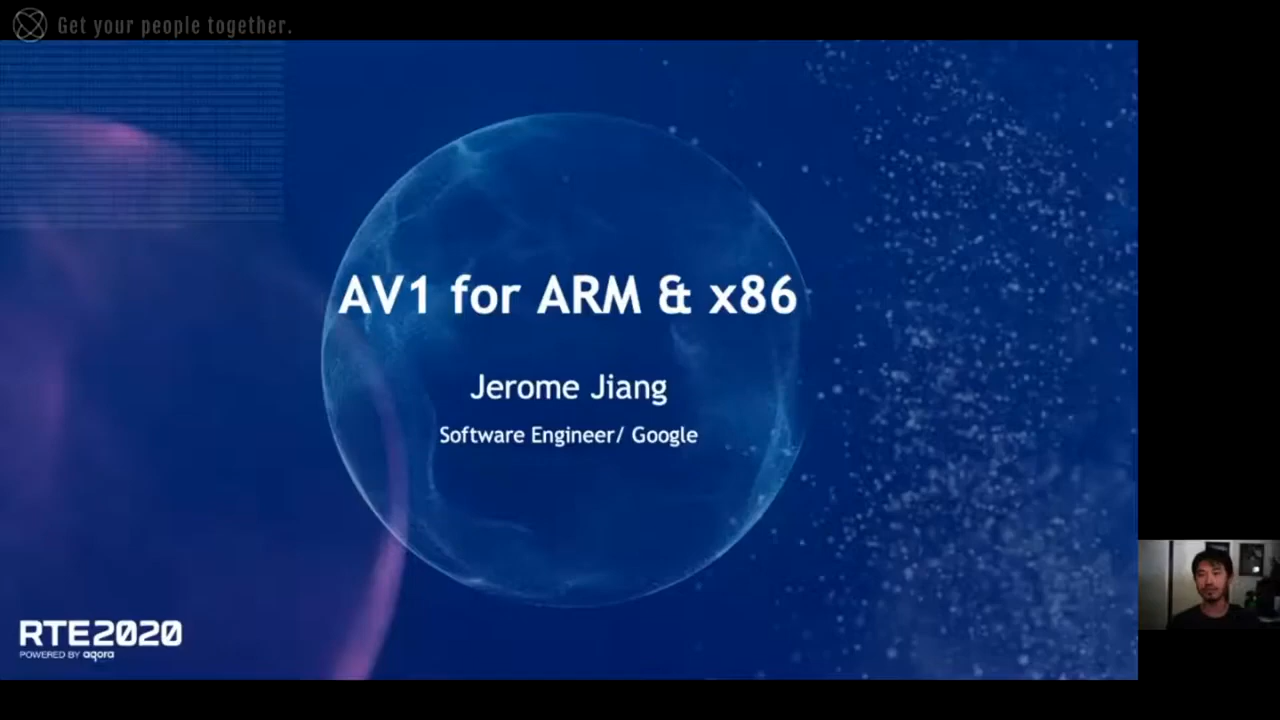 Get your people together.
AV1 for ARM & x86
Jerome Jiang
Software Engineer/ Google
RTE2020
POWERED BY agora